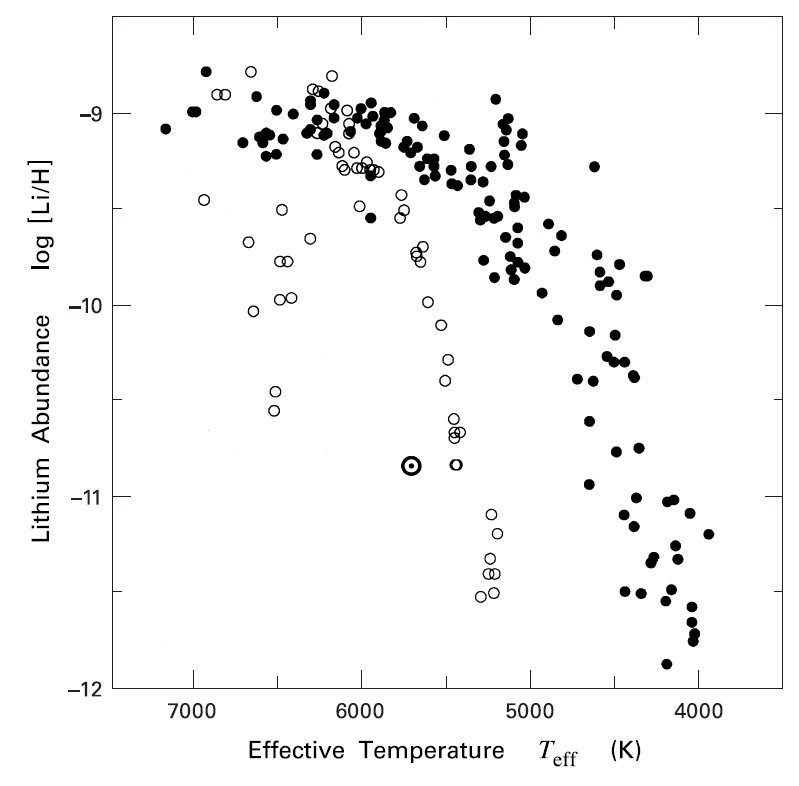 Lithium Abundance log [Li/H]
−9
−10
−11
−12
7000 6000 5000 4000
Effective Temperature Teff (K)